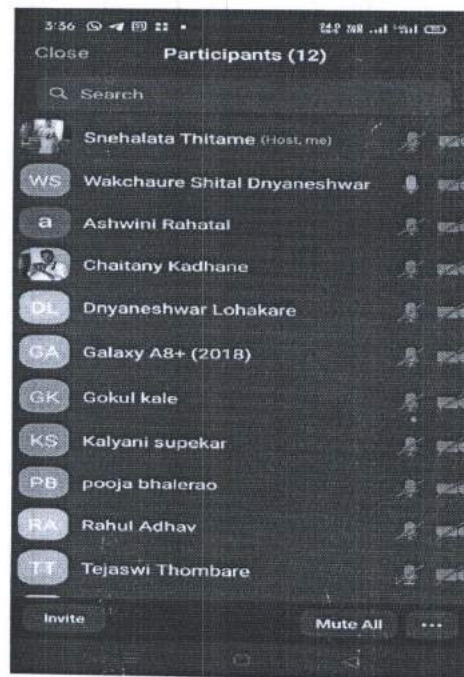 3:36
Close Participants (12)
Search
Snehalata Thitame (Host, me)
WS Wakchaure Shital Dnyaneshwar
a Ashwini Rahatal
Chaitany Kadhane
DL Dnyaneshwar Lohakare
GA Galaxy A8+ (2018)
GK Gokul kale
KS Kalyani supekar
PB pooja bhalerao
RA Rahul Adhav
TT Tejaswi Thombare
Invite Mute All ...